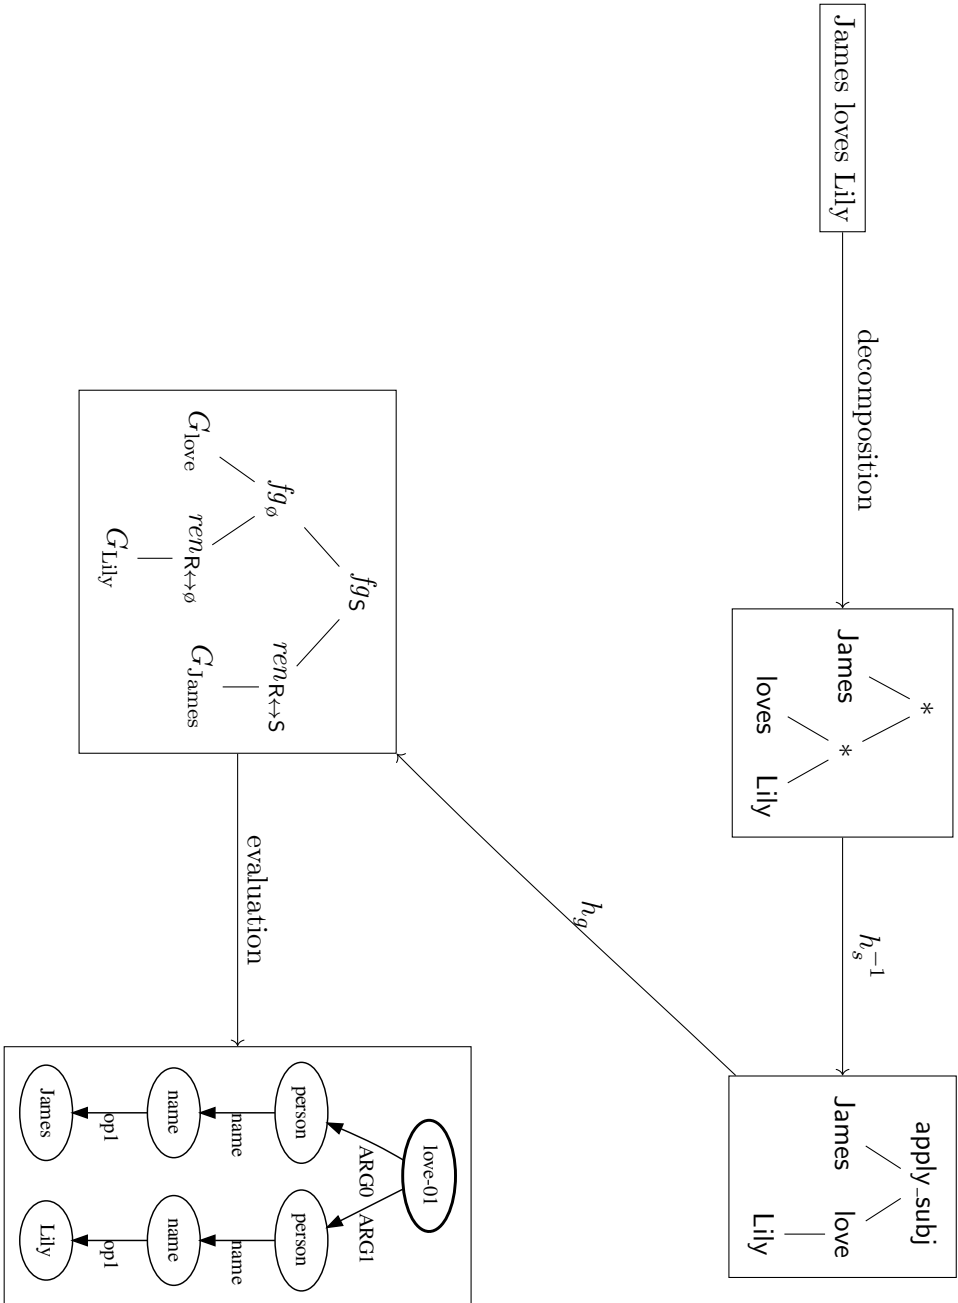 James loves Lily
decomposition
*
James
*
loves
Lily
h_s^{-1}
apply_subj
James
love
Lily
h_g
fg_S
fg_ø
ren_{R↔S}
G_love
ren_{R↔ø}
G_James
G_Lily
evaluation
love-01
ARG0
ARG1
person
person
name
name
name
name
op1
op1
James
Lily